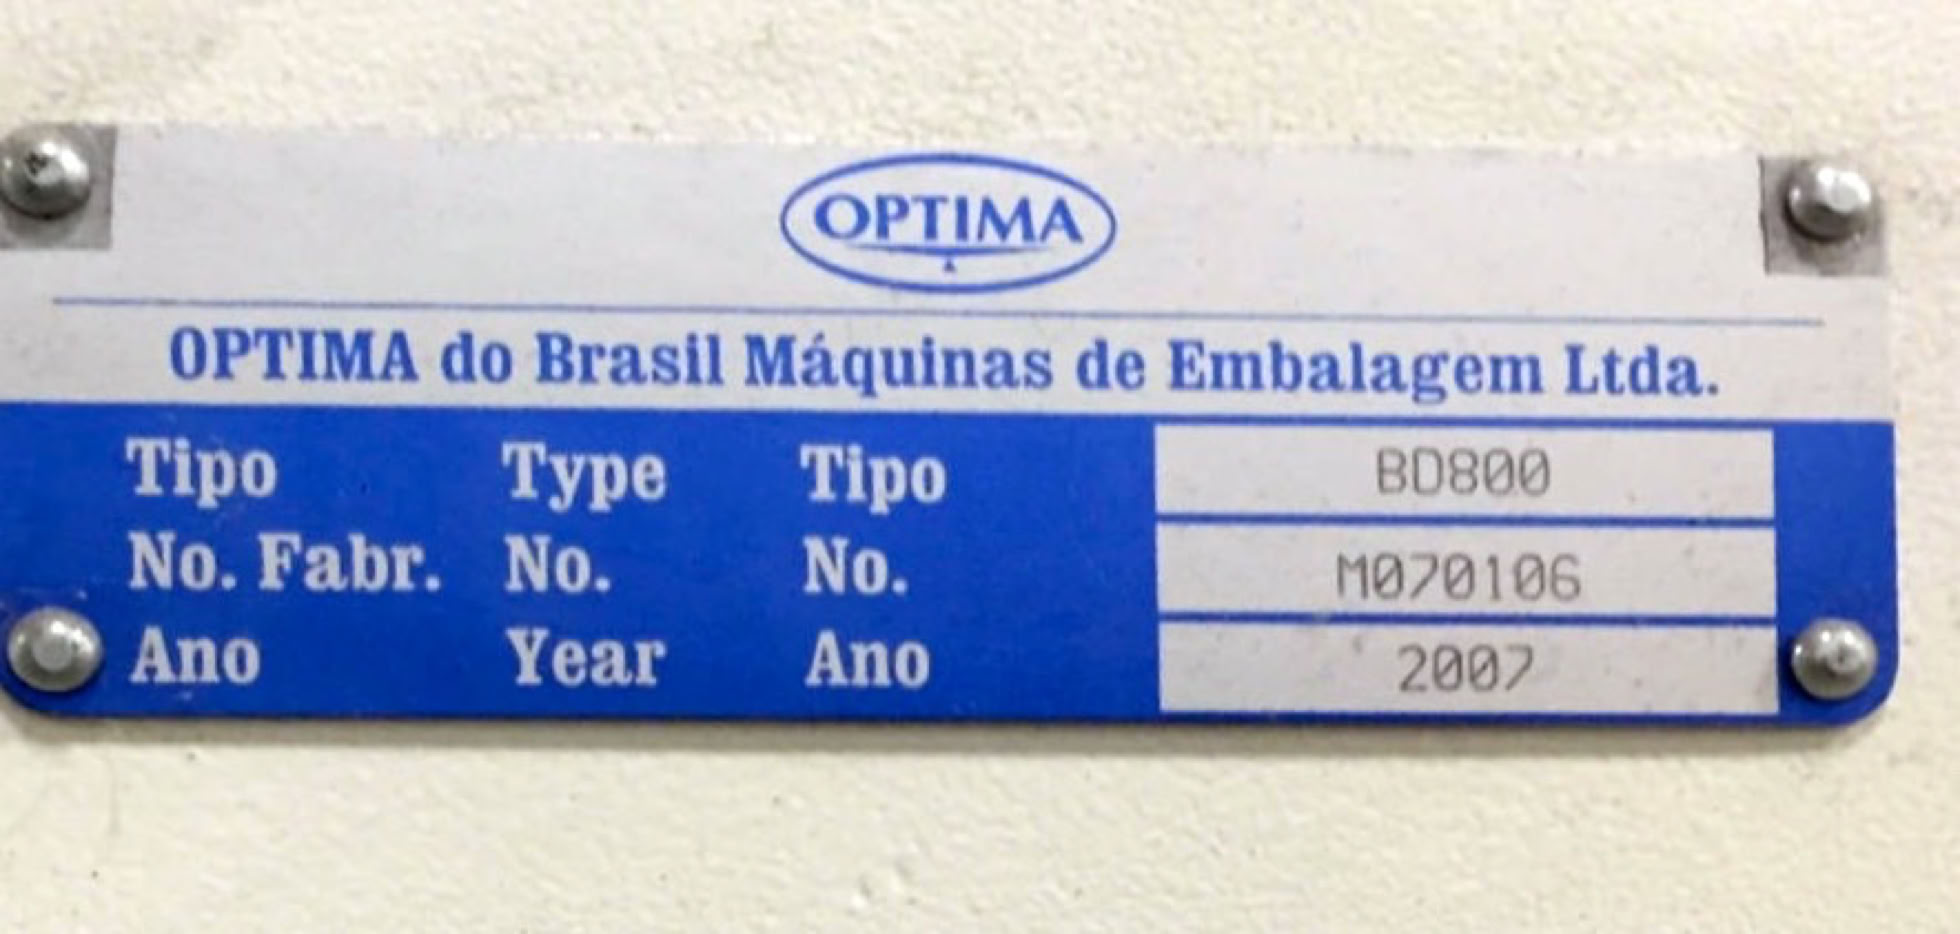 OPTIMA
OPTIMA do Brasil Máquinas de Embalagem Ltda.
Tipo Type Tipo BD800
No. Fabr. No. No. M070106
Ano Year Ano 2007